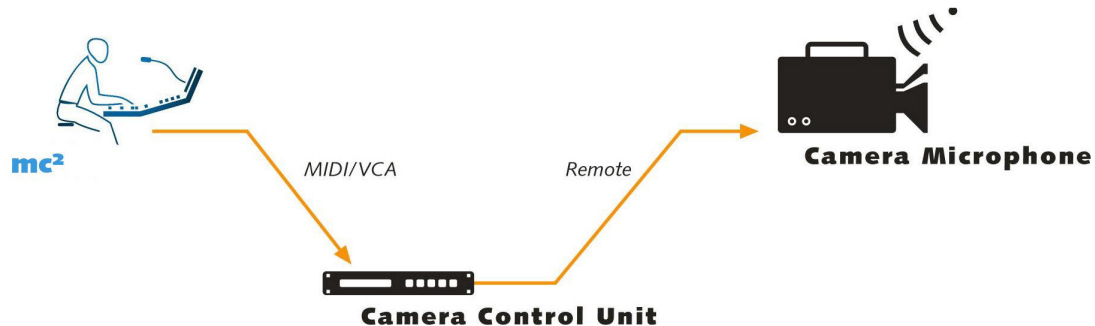 mc²
MIDI/VCA
Remote
Camera Microphone
Camera Control Unit